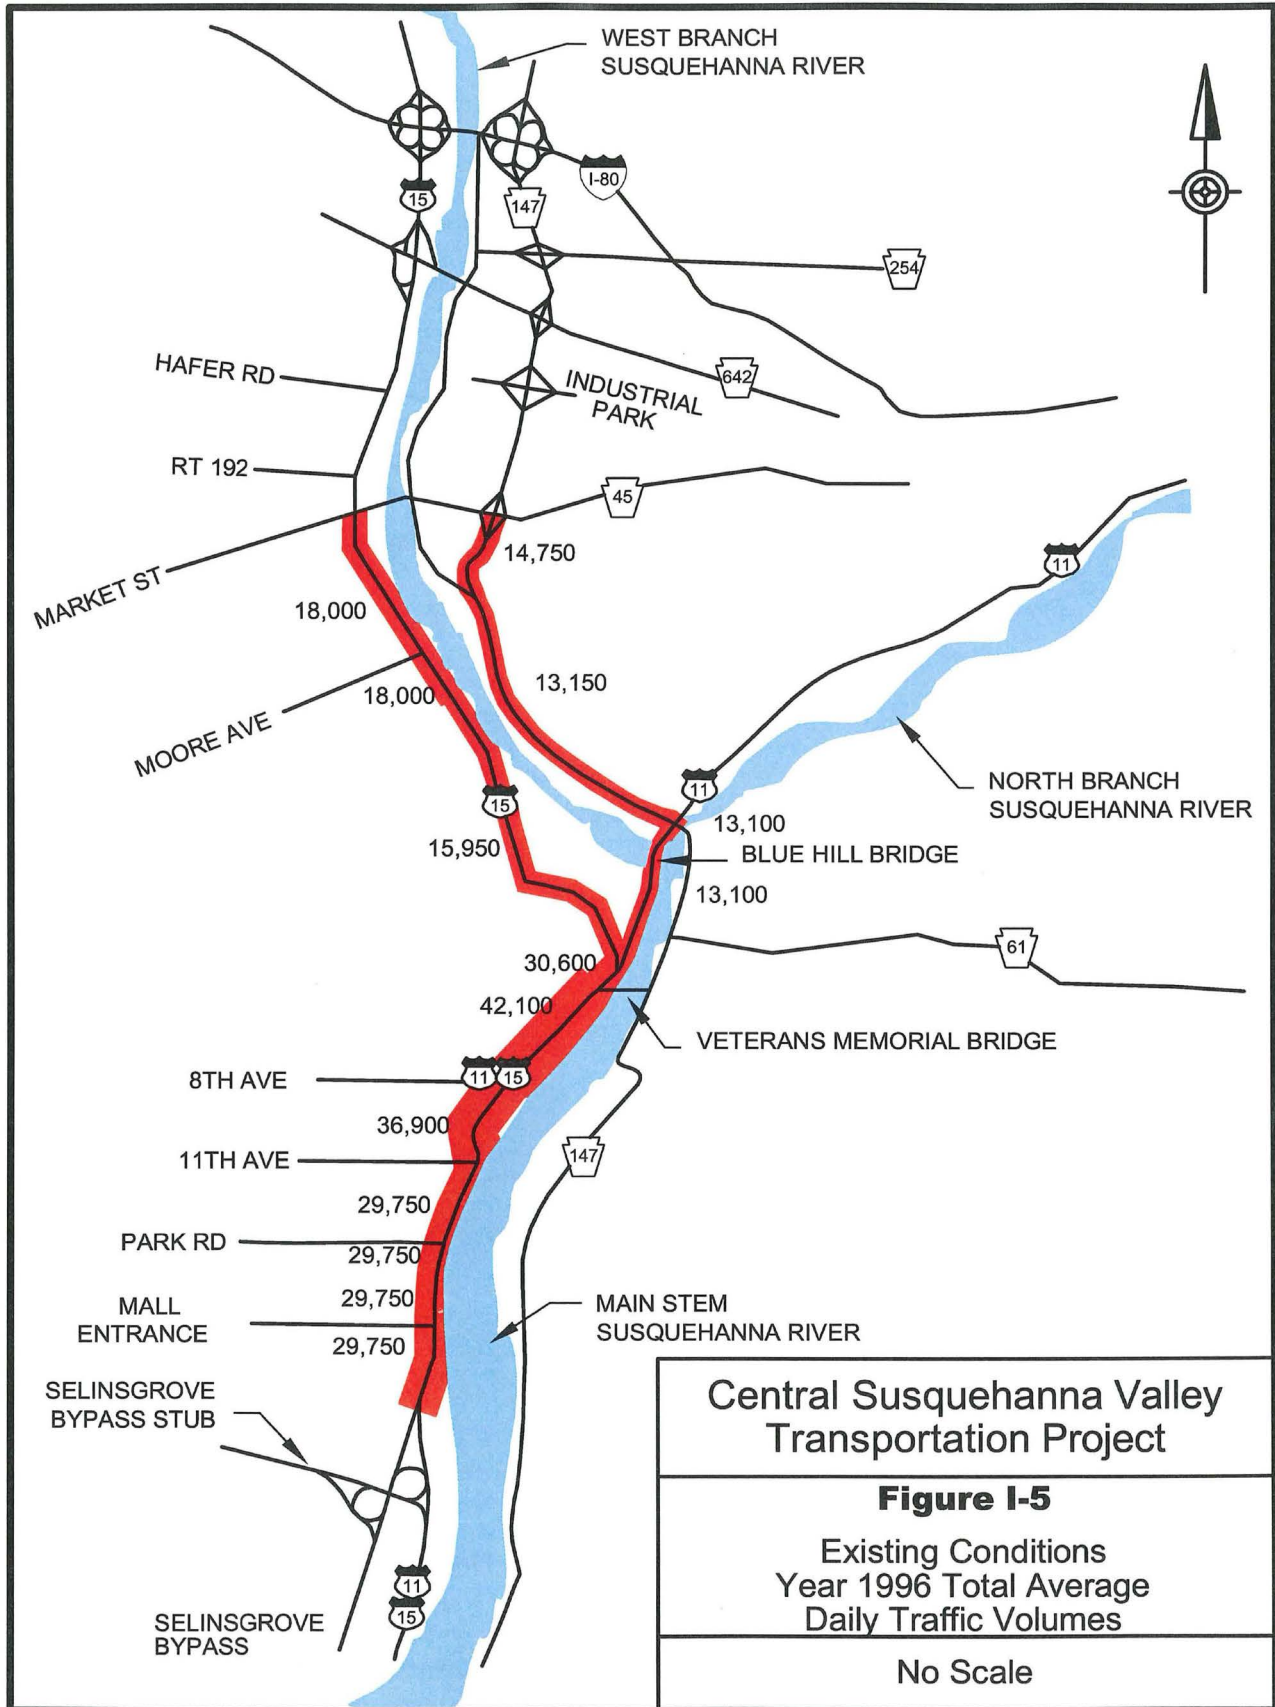 WEST BRANCH
SUSQUEHANNA RIVER
I-80
15
147
254
HAFER RD
642
INDUSTRIAL
PARK
RT 192
45
11
14,750
MARKET ST
18,000
13,150
18,000
MOORE AVE
NORTH BRANCH
SUSQUEHANNA RIVER
11
15
13,100
15,950
BLUE HILL BRIDGE
13,100
61
30,600
42,100
VETERANS MEMORIAL BRIDGE
8TH AVE
11
15
36,900
11TH AVE
147
29,750
PARK RD
29,750
29,750
MALL
ENTRANCE
MAIN STEM
SUSQUEHANNA RIVER
29,750
SELINSGROVE
BYPASS STUB
11
15
SELINSGROVE
BYPASS
Central Susquehanna Valley
Transportation Project
Figure I-5
Existing Conditions
Year 1996 Total Average
Daily Traffic Volumes
No Scale